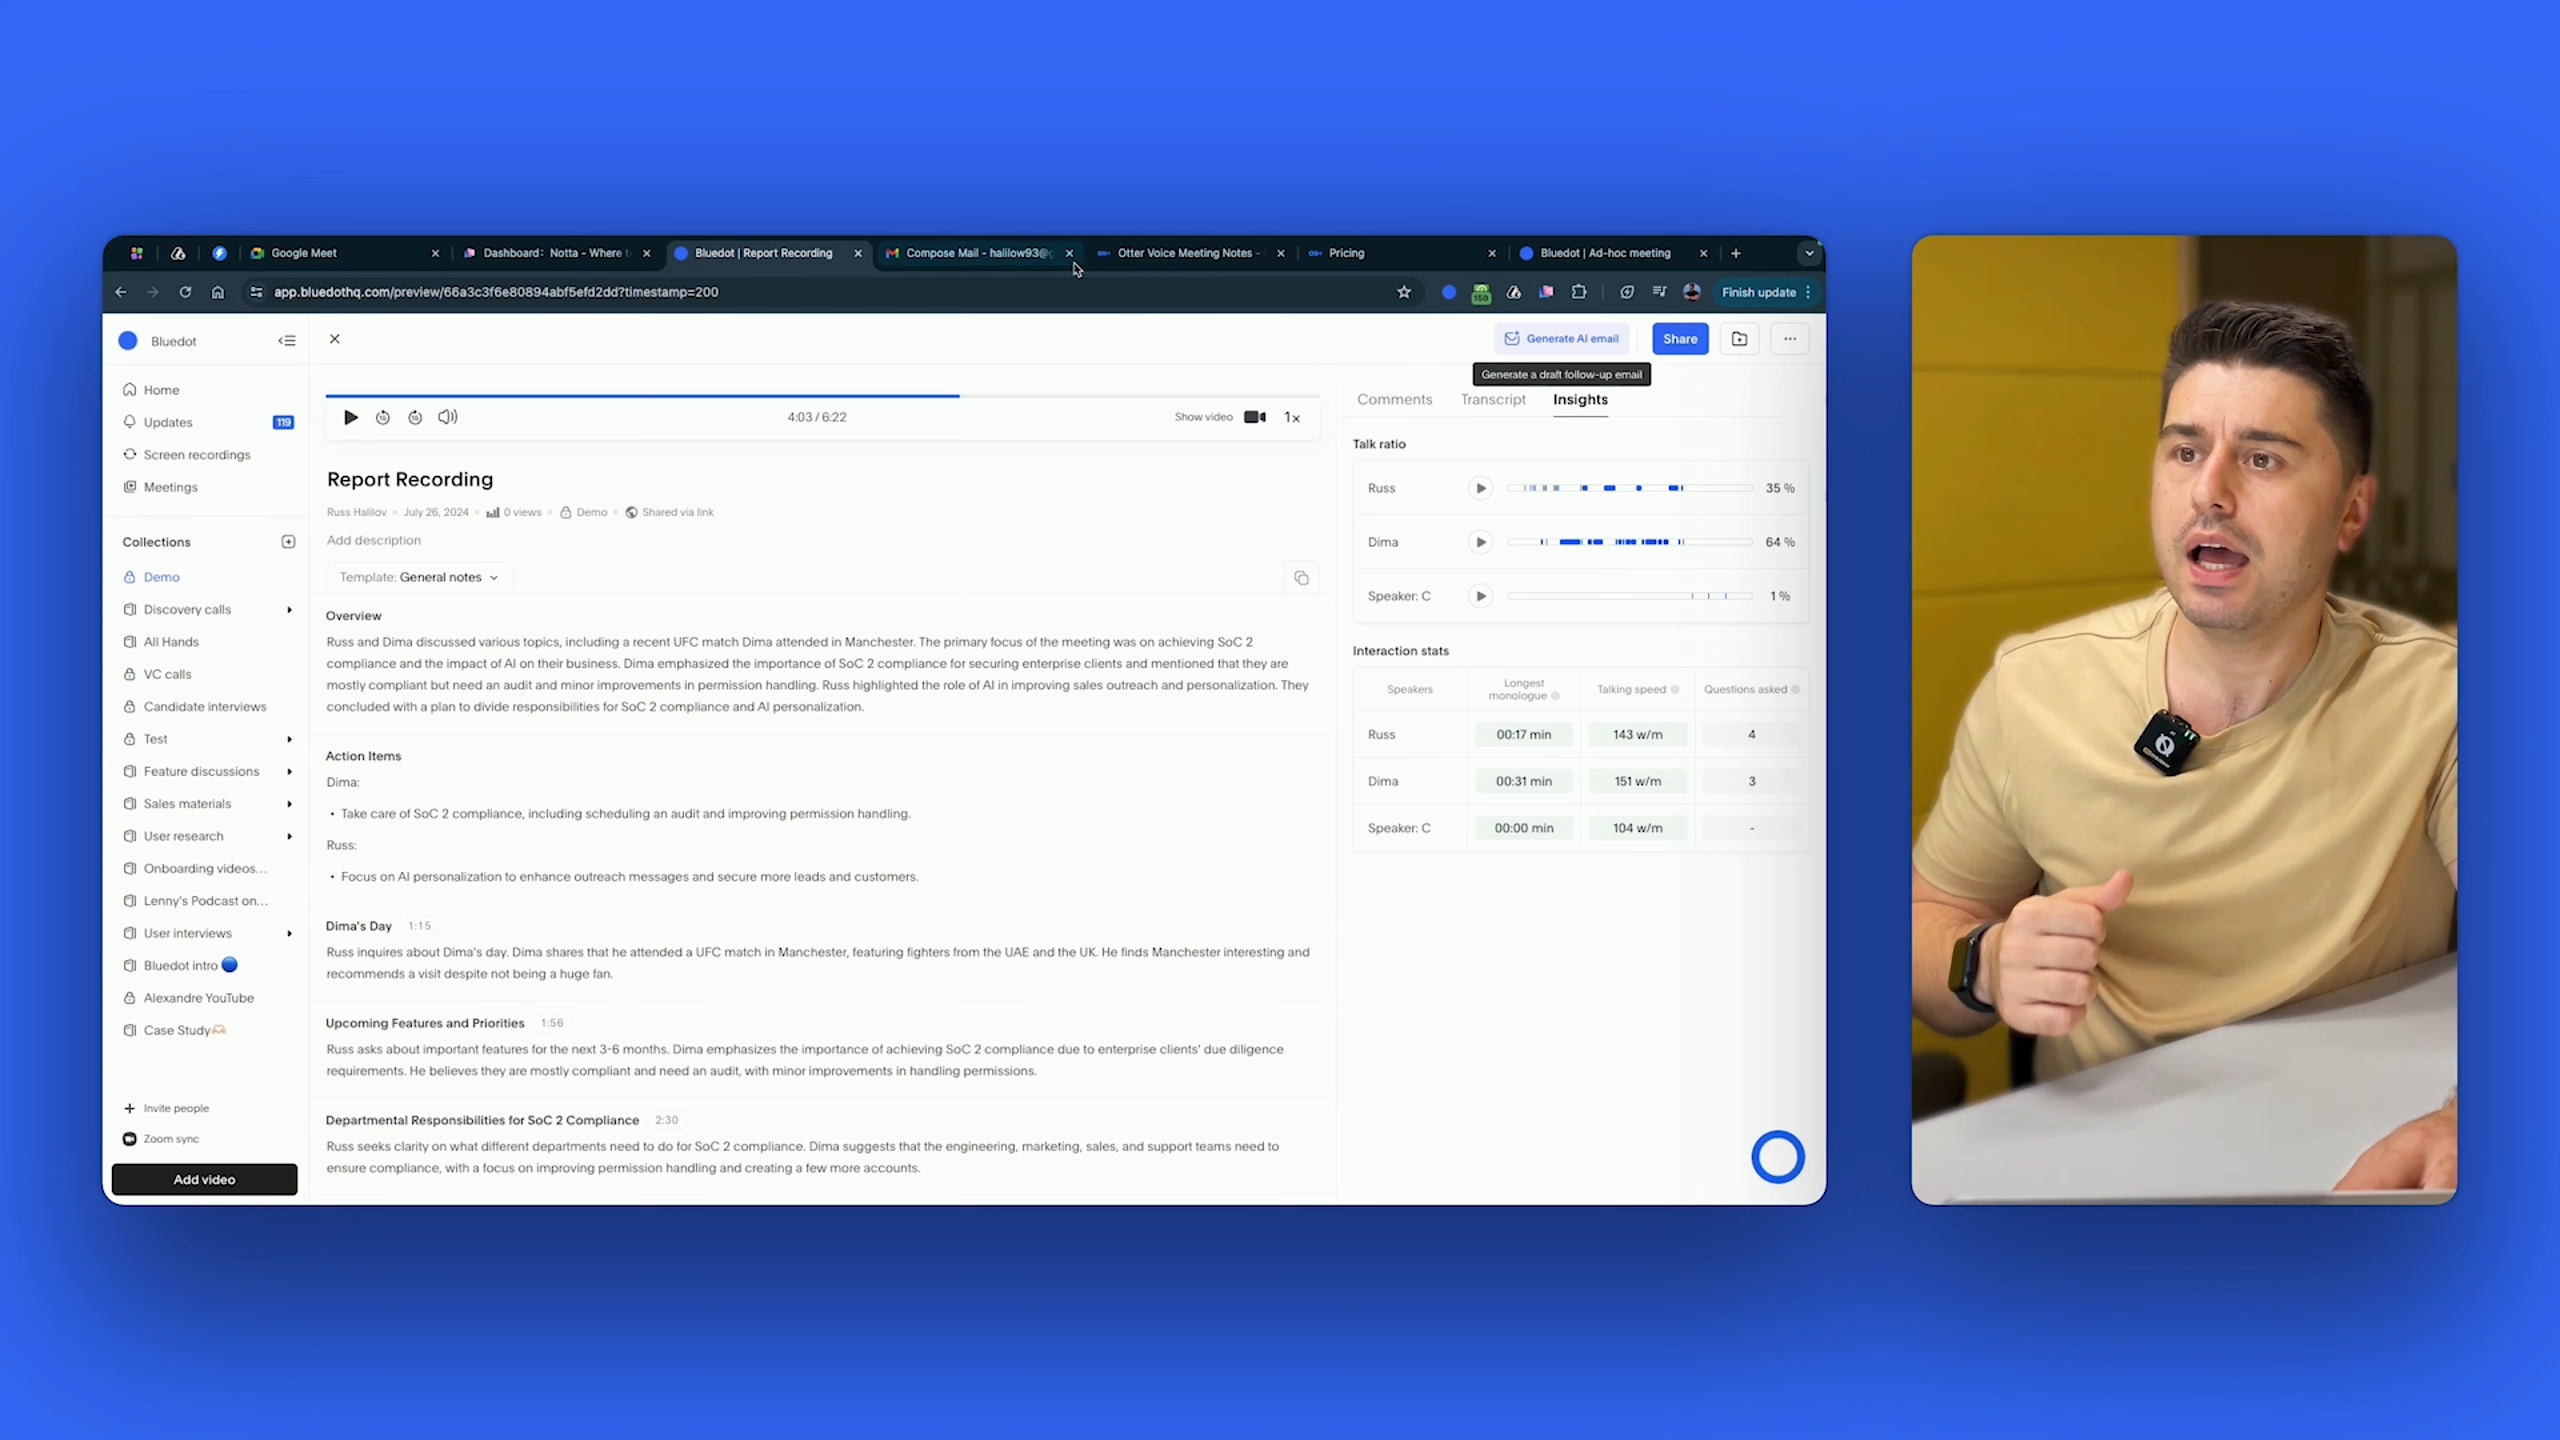 Google Meet
Dashboard: Notta - Where
Bluedot | Report Recording
Compose Mail - halilow93@
Otter Voice Meeting Notes -
Pricing
Bluedot | Ad-hoc meeting
app.bluedothq.com/preview/66a3c3f6e80894abf5efd2dd?timestamp=200
159
Finish update
Bluedot
Home
Updates 119
Screen recordings
Meetings
Collections
Demo
Discovery calls
All Hands
VC calls
Candidate interviews
Test
Feature discussions
Sales materials
User research
Onboarding videos...
Lenny's Podcast on...
User interviews
Bluedot intro
Alexandre YouTube
Case Study
Invite people
Zoom sync
Add video
Generate AI email
Share
Generate a draft follow-up email
4:03 / 6:22
Show video
1x
Report Recording
Russ Halilov • July 26, 2024 • 0 views • Demo • Shared via link
Add description
Template: General notes
Overview
Russ and Dima discussed various topics, including a recent UFC match Dima attended in Manchester. The primary focus of the meeting was on achieving SoC 2
compliance and the impact of AI on their business. Dima emphasized the importance of SoC 2 compliance for securing enterprise clients and mentioned that they are
mostly compliant but need an audit and minor improvements in permission handling. Russ highlighted the role of AI in improving sales outreach and personalization. They
concluded with a plan to divide responsibilities for SoC 2 compliance and AI personalization.
Action Items
Dima:
• Take care of SoC 2 compliance, including scheduling an audit and improving permission handling.
Russ:
• Focus on AI personalization to enhance outreach messages and secure more leads and customers.
Dima's Day 1:15
Russ inquires about Dima's day. Dima shares that he attended a UFC match in Manchester, featuring fighters from the UAE and the UK. He finds Manchester interesting and
recommends a visit despite not being a huge fan.
Upcoming Features and Priorities 1:56
Russ asks about important features for the next 3-6 months. Dima emphasizes the importance of achieving SoC 2 compliance due to enterprise clients' due diligence
requirements. He believes they are mostly compliant and need an audit, with minor improvements in handling permissions.
Departmental Responsibilities for SoC 2 Compliance 2:30
Russ seeks clarity on what different departments need to do for SoC 2 compliance. Dima suggests that the engineering, marketing, sales, and support teams need to
ensure compliance, with a focus on improving permission handling and creating a few more accounts.
Comments
Transcript
Insights
Talk ratio
Russ 35 %
Dima 64 %
Speaker: C 1 %
Interaction stats
Speakers
Longest
monologue
Talking speed
Questions asked
Russ 00:17 min 143 w/m 4
Dima 00:31 min 151 w/m 3
Speaker: C 00:00 min 104 w/m -